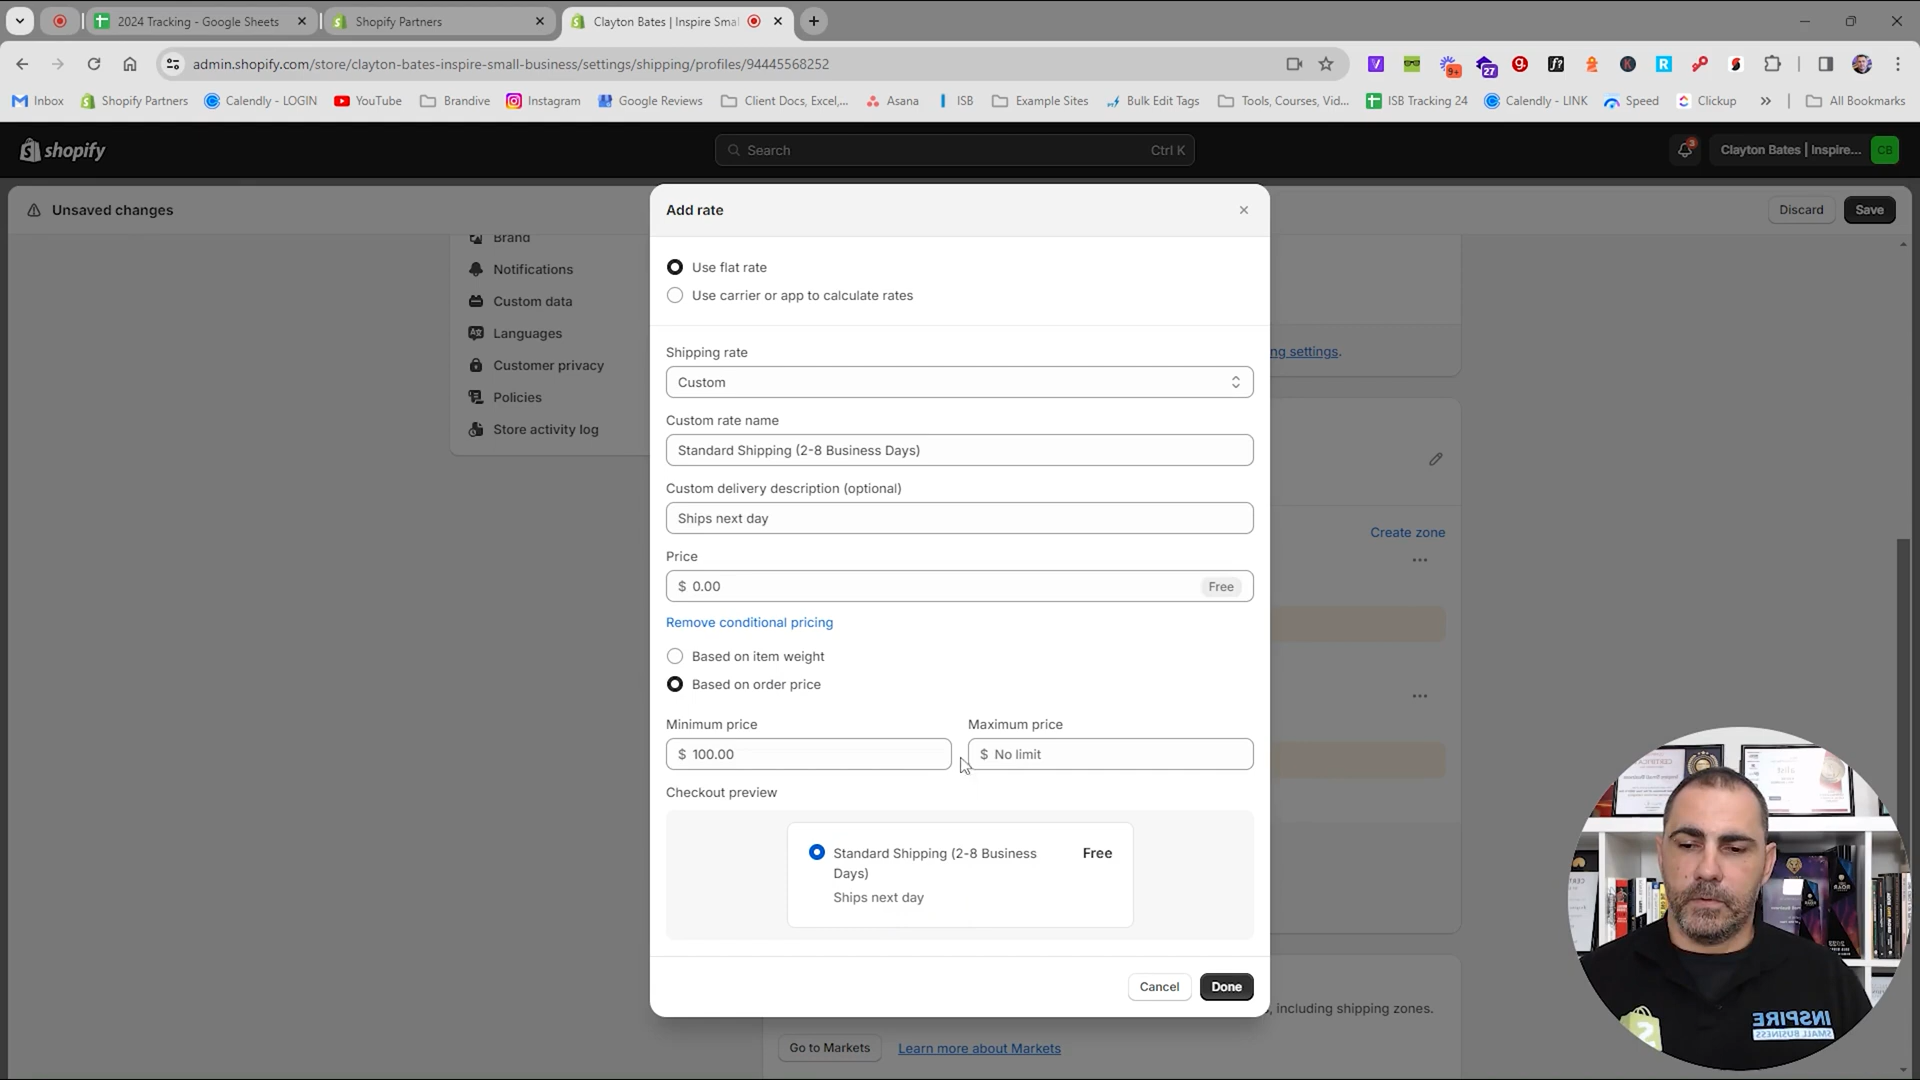 2024 Tracking - Google Sheets
Shopify Partners
Clayton Bates | Inspire Smal
admin.shopify.com/store/clayton-bates-inspire-small-business/settings/shipping/profiles/94445568252
9+
27
f?
K
R
Inbox
Shopify Partners
Calendly - LOGIN
YouTube
Brandive
Instagram
Google Reviews
Client Docs, Excel,...
Asana
ISB
Example Sites
Bulk Edit Tags
Tools, Courses, Vid...
ISB Tracking 24
Calendly - LINK
Speed
Clickup
All Bookmarks
shopify
Search
Ctrl K
3
Clayton Bates | Inspire...
CB
Unsaved changes
Discard
Save
Brand
Notifications
Custom data
Languages
Customer privacy
Policies
Store activity log
Add rate
Use flat rate
Use carrier or app to calculate rates
Shipping rate
Custom
Custom rate name
Standard Shipping (2-8 Business Days)
Custom delivery description (optional)
Ships next day
Price
$ 0.00
Free
Remove conditional pricing
Based on item weight
Based on order price
Minimum price
Maximum price
$ 100.00
$ No limit
Checkout preview
Standard Shipping (2-8 Business
Days)
Free
Ships next day
Cancel
Done
ng settings.
Create zone
, including shipping zones.
Go to Markets
Learn more about Markets
INSPIRE
SMALL BUSINESS